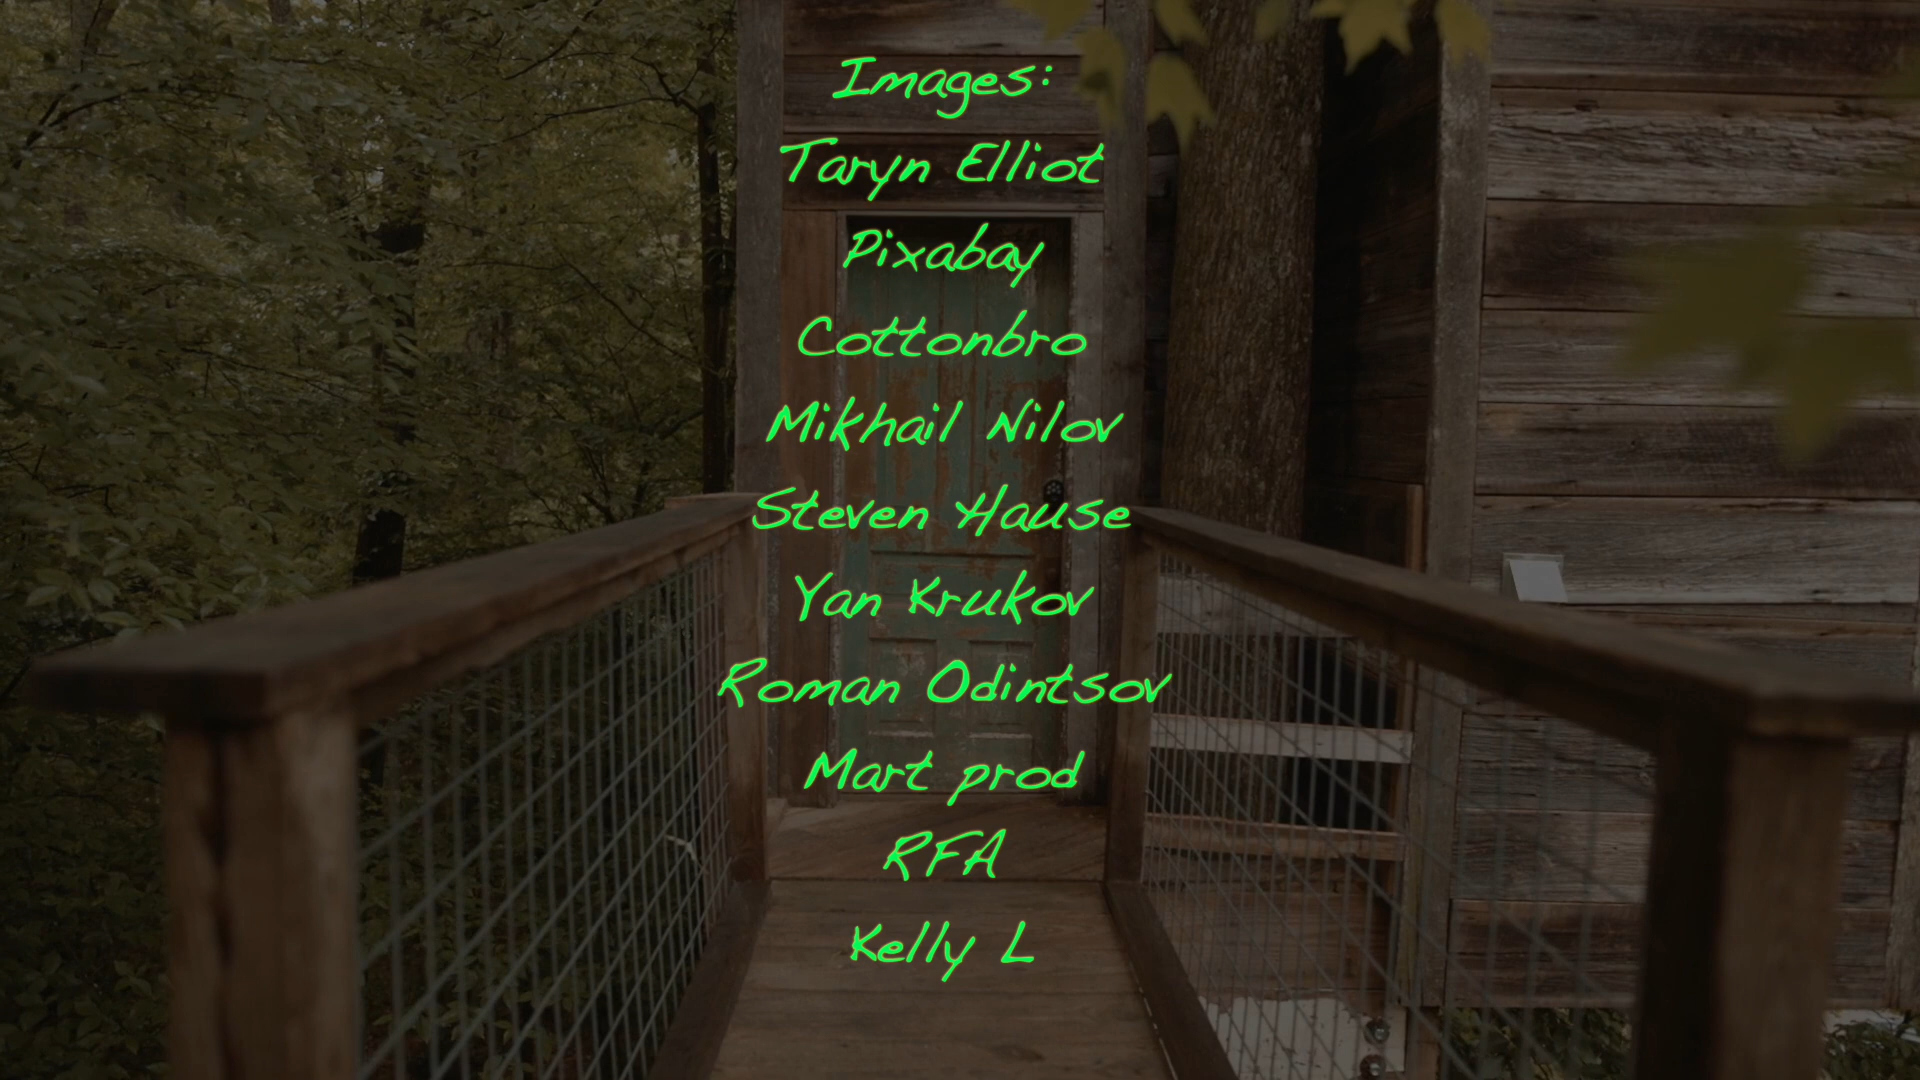 Images:
Taryn Elliot
Pixabay
Cottonbro
Mikhail Nilov
Steven Hause
Yan Krukov
Roman Odintsov
Mart prod
RFA
Kelly L